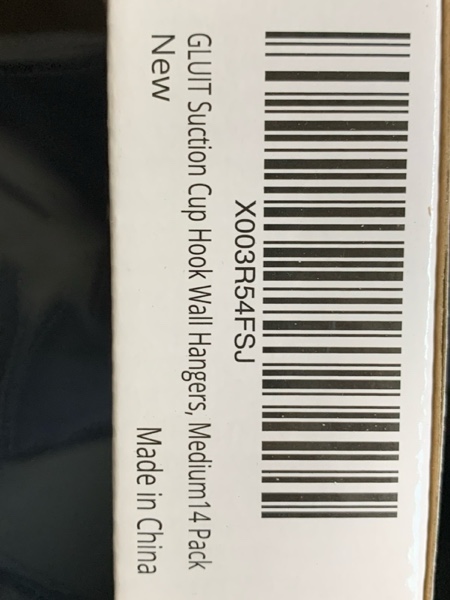 X003R54FSJ
GLUIT Suction Cup Hook Wall Hangers, Medium14 Pack
New
Made in China